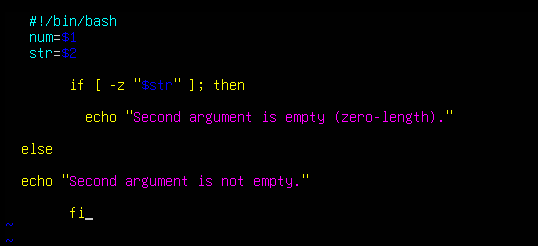 #!/bin/bash
num=$1
str=$2
if [ -z "$str" ]; then
echo "Second argument is empty (zero-length)."
else
echo "Second argument is not empty."
fi_
~
~